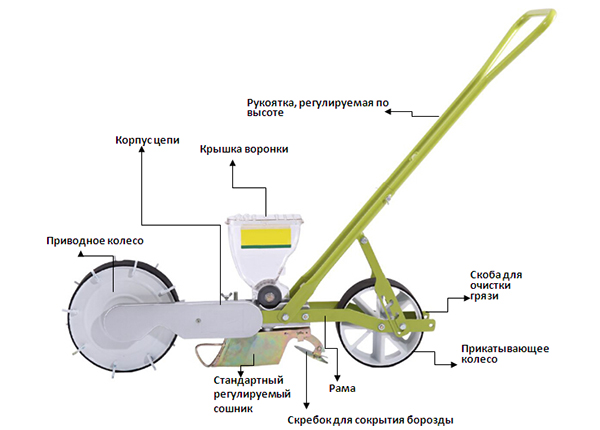 Рукоятка, регулируемая по
высоте
Корпус цепи
Крышка воронки
Приводное колесо
Скоба для
очистки
грязи
Прикатывающее
колесо
Стандартный
регулируемый
сошник
Рама
Скребок для сокрытия борозды